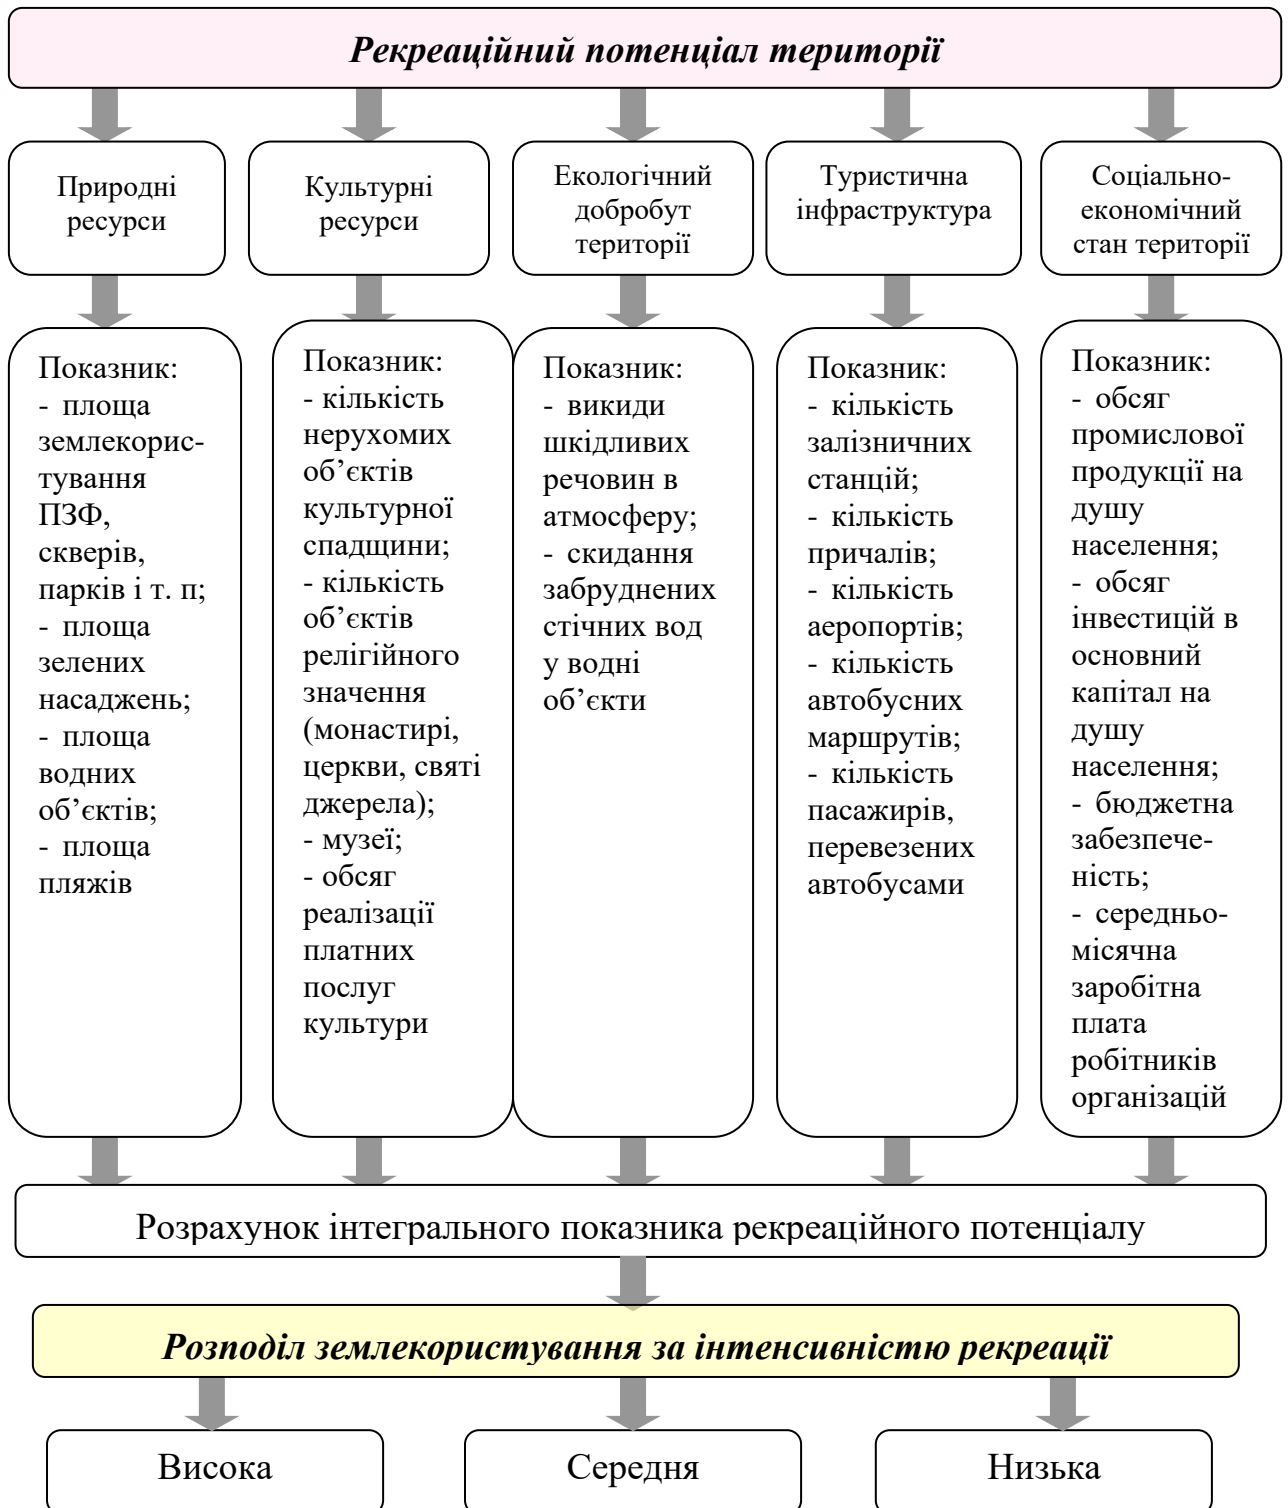 Рекреаційний потенціал території
Природні
ресурси
Культурні
ресурси
Екологічний
добробут
території
Туристична
інфраструктура
Соціально-
економічний
стан території
Показник:
- площа
землекорис-
тування
ПЗФ,
скверів,
парків і т. п;
- площа
зелених
насаджень;
- площа
водних
об’єктів;
- площа
пляжів
Показник:
- кількість
нерухомих
об’єктів
культурної
спадщини;
- кількість
об’єктів
релігійного
значення
(монастирі,
церкви, святі
джерела);
- музеї;
- обсяг
реалізації
платних
послуг
культури
Показник:
- викиди
шкідливих
речовин в
атмосферу;
- скидання
забруднених
стічних вод
у водні
об’єкти
Показник:
- кількість
залізничних
станцій;
- кількість
причалів;
- кількість
аеропортів;
- кількість
автобусних
маршрутів;
- кількість
пасажирів,
перевезених
автобусами
Показник:
- обсяг
промислової
продукції на
душу
населення;
- обсяг
інвестицій в
основний
капітал на
душу
населення;
- бюджетна
забезпече-
ність;
- середньо-
місячна
заробітна
плата
робітників
організацій
Розрахунок інтегрального показника рекреаційного потенціалу
Розподіл землекористування за інтенсивністю рекреації
Висока
Середня
Низька